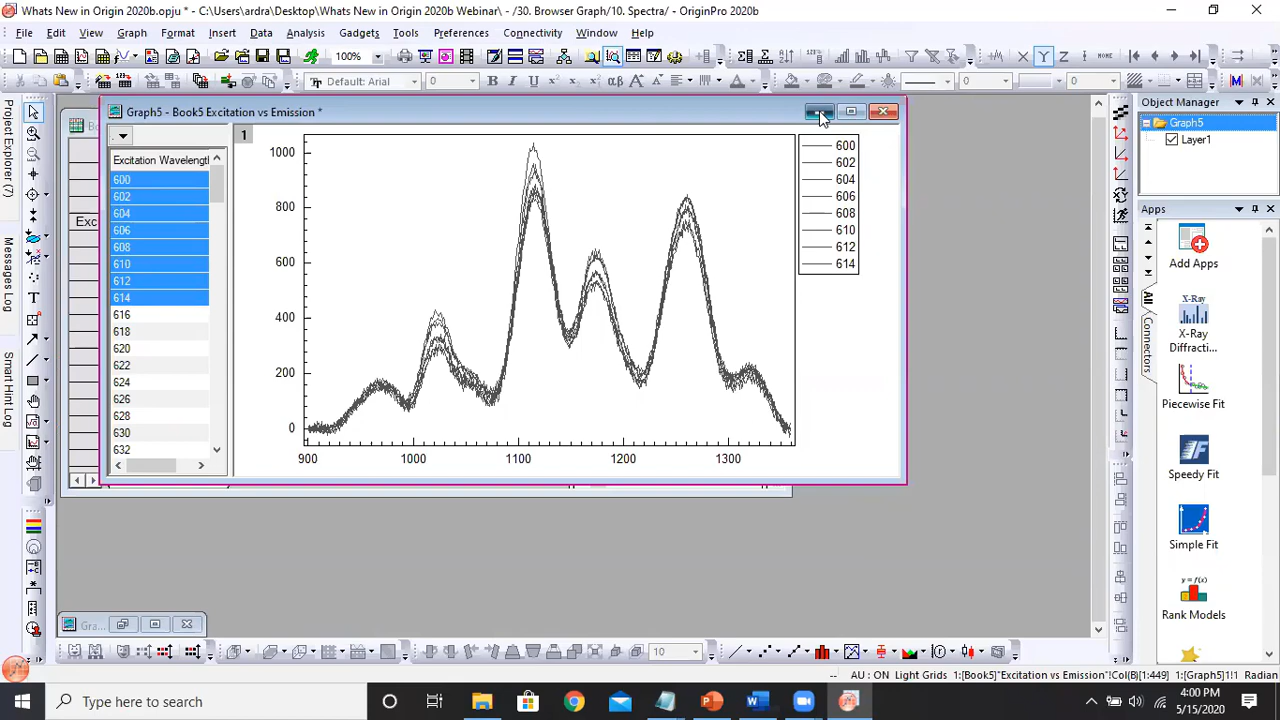 Whats New in Origin 2020b.opju * - C:\Users\ardra\Desktop\Whats New in Origin 2020b Webinar\ - /30. Browser Graph/10. Spectra/ - OriginPro 2020b
File Edit View Graph Format Insert Data Analysis Gadgets Tools Preferences Connectivity Window Help
100%
Default: Arial 0 B I U αβ A A 0 0 M
Project Explorer (7)
Messages Log
Smart Hint Log
Graph5 - Book5 Excitation vs Emission *
1
Excitation Wavelength
600
602
604
606
608
610
612
614
616
618
620
622
624
626
628
630
632
Exc
1000
800
600
400
200
0
900 1000 1100 1200 1300
600
602
604
606
608
610
612
614
Gra...
Object Manager
Graph5
Layer1
Apps
All
Connectors
Add Apps
X-Ray
X-Ray Diffracti...
Piecewise Fit
Speedy Fit
Simple Fit
y = f(x)
Rank Models
10
-- AU : ON Light Grids 1:[Book5]"Excitation vs Emission"!Col(B)[1:449] 1:[Graph5]1!1 Radian
Type here to search
4:00 PM
5/15/2020